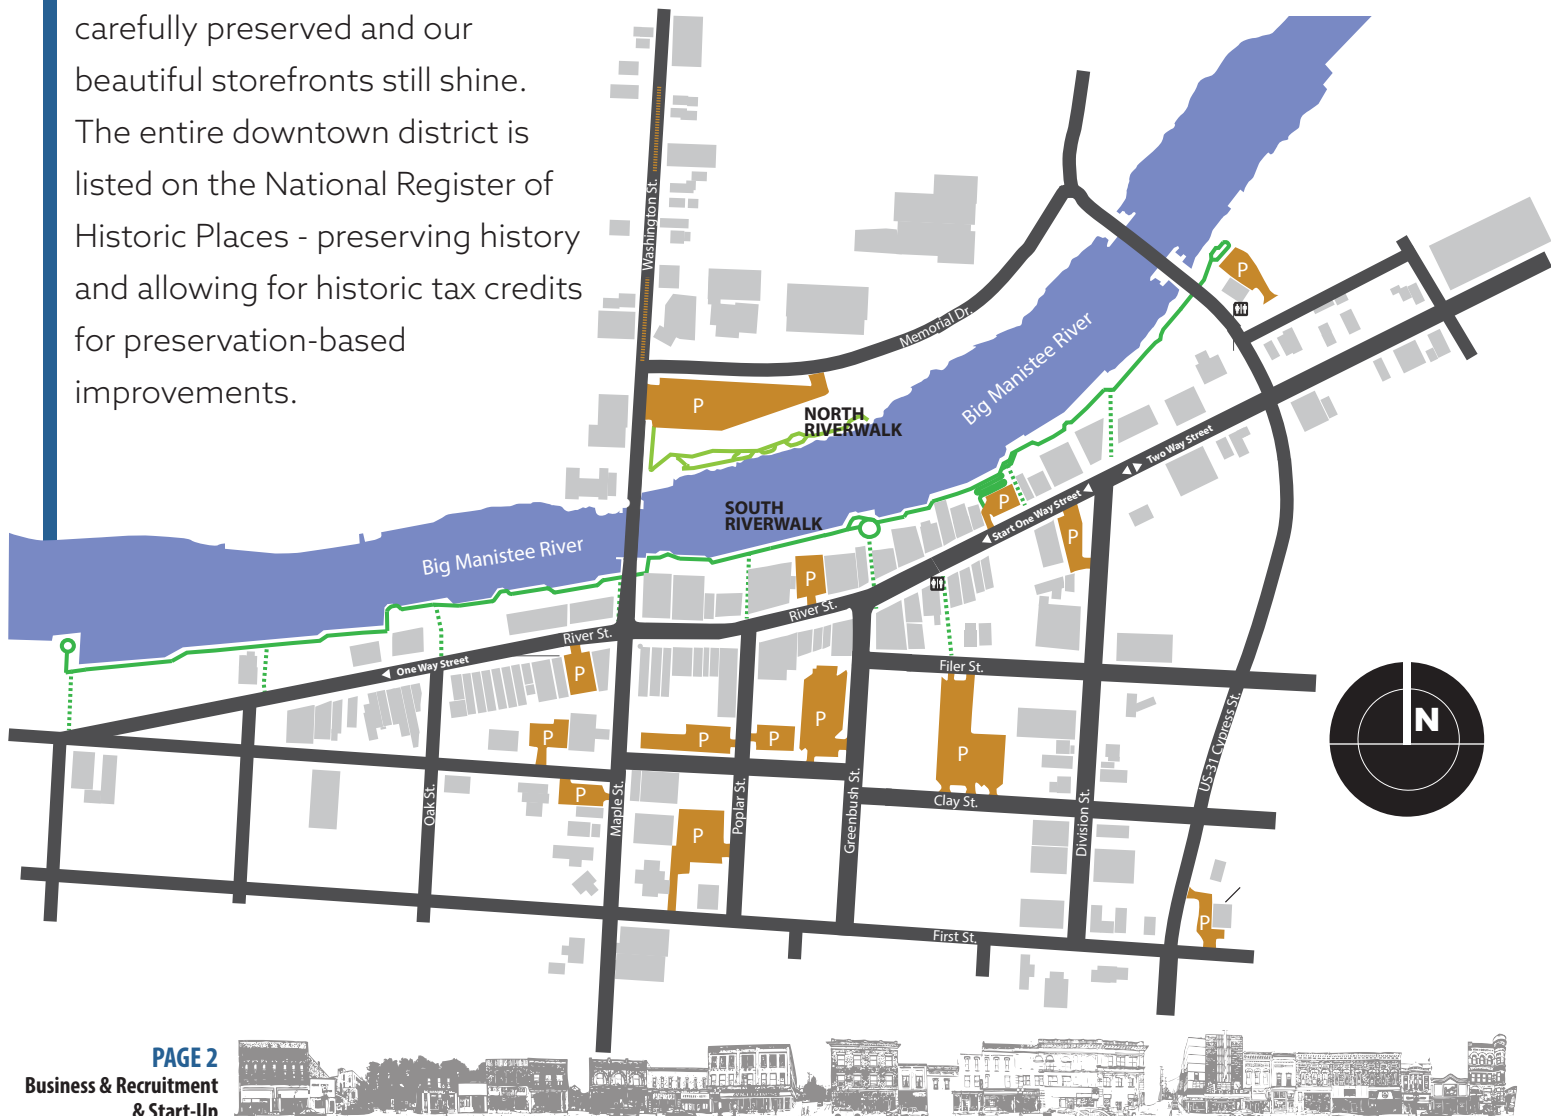 carefully preserved and our
beautiful storefronts still shine.
The entire downtown district is
listed on the National Register of
Historic Places - preserving history
and allowing for historic tax credits
for preservation-based
improvements.
Washington St.
Memorial Dr.
P
P
NORTH
RIVERWALK
Big Manistee River
Two Way Street
SOUTH
RIVERWALK
P
Start One Way Street
P
Big Manistee River
P
River St.
River St.
One Way Street
P
Filer St.
N
P
P
P
P
P
US-31 Cypress St.
P
Oak St.
Maple St.
Poplar St.
Greenbush St.
Clay St.
Division St.
P
P
First St.
PAGE 2
Business & Recruitment
& Start-Up